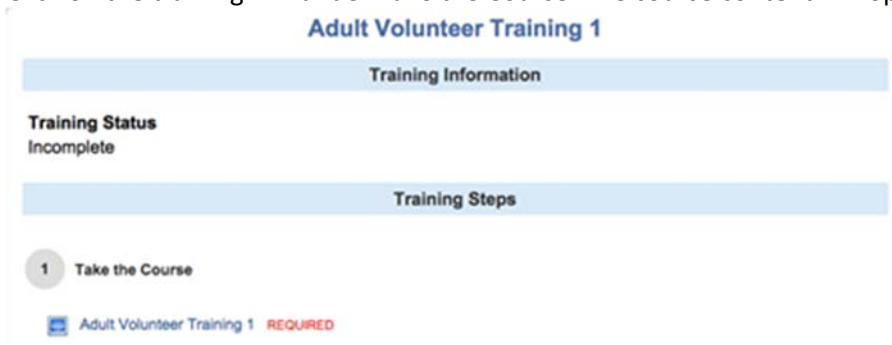 Adult Volunteer Training 1
Training Information
Training Status
Incomplete
Training Steps
1 Take the Course
Adult Volunteer Training 1 REQUIRED